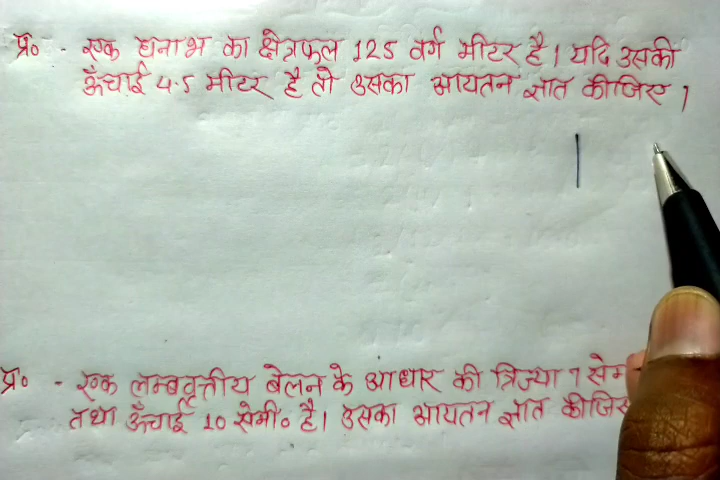 प्र० - एक घनाभ का क्षेत्रफल 125 वर्ग मीटर है। यदि उसकी
ऊँचाई 4.5 मीटर है तो उसका आयतन ज्ञात कीजिए।
प्र० - एक लम्बवृत्तीय बेलन के आधार की त्रिज्या 7 सेम
तथा ऊँचाई 10 सेमी० है। उसका आयतन ज्ञात कीजिए